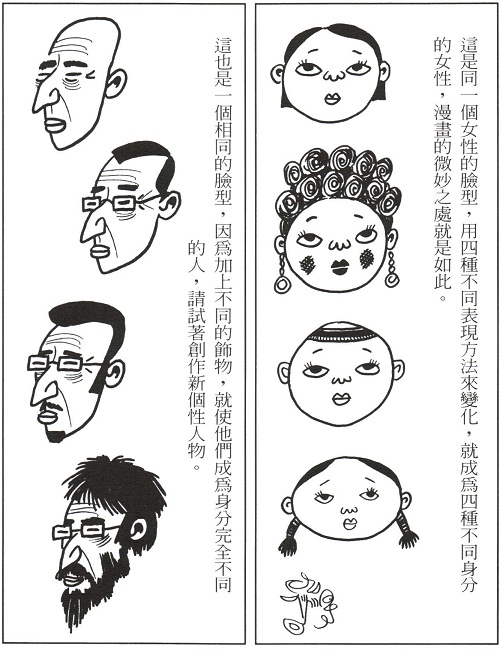 這是同一個女性的臉型，用四種不同表現方法來變化，就成爲四種不同身分
的女性，漫畫的微妙之處就是如此。
這也是一個相同的臉型，因爲加上不同的飾物，就使他們成爲身分完全不同
的人，請試著創作新個性人物。